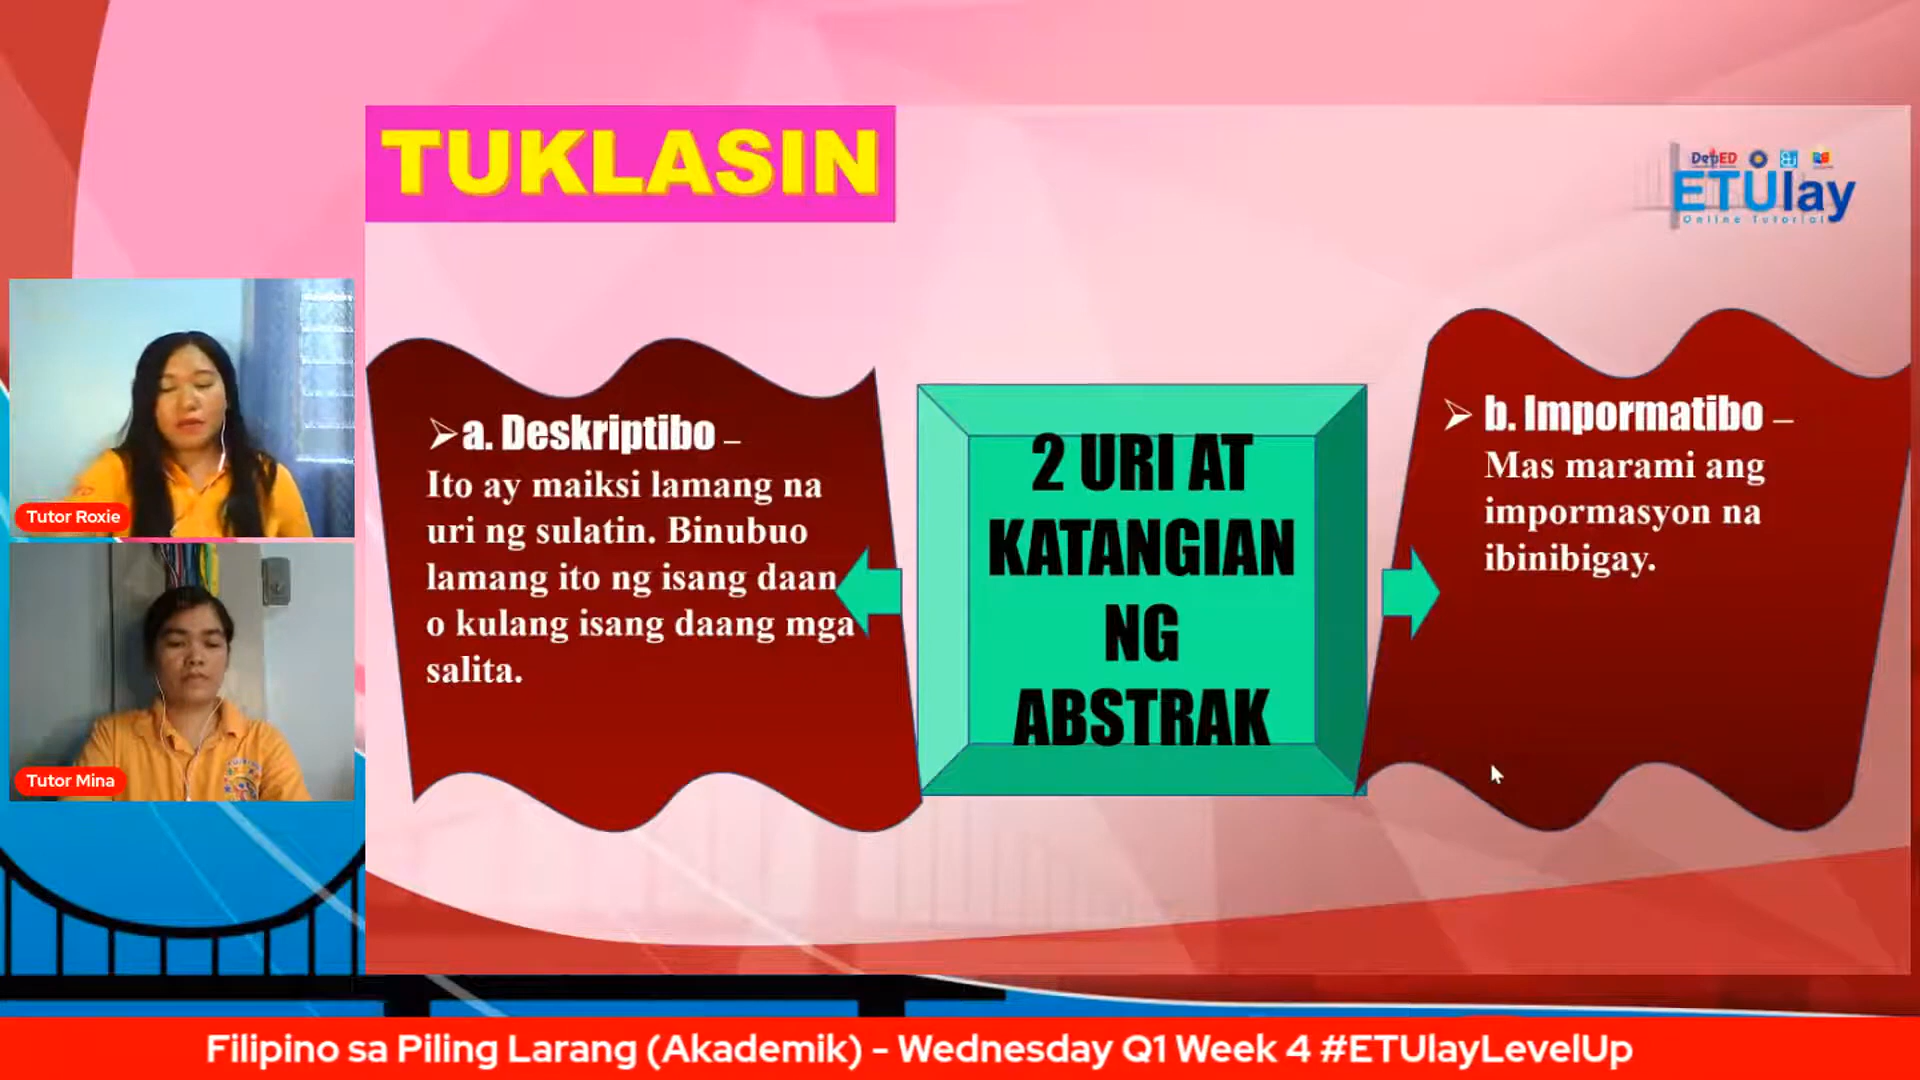 TUKLASIN
DepED
ETUlay
Online Tutorial
➢a. Deskriptibo –
Ito ay maiksi lamang na
uri ng sulatin. Binubuo
lamang ito ng isang daan
o kulang isang daang mga
salita.
2 URI AT
KATANGIAN
NG
ABSTRAK
➢ b. Impormatibo –
Mas marami ang
impormasyon na
ibinibigay.
Tutor Roxie
Tutor Mina
Filipino sa Piling Larang (Akademik) - Wednesday Q1 Week 4 #ETUlayLevelUp